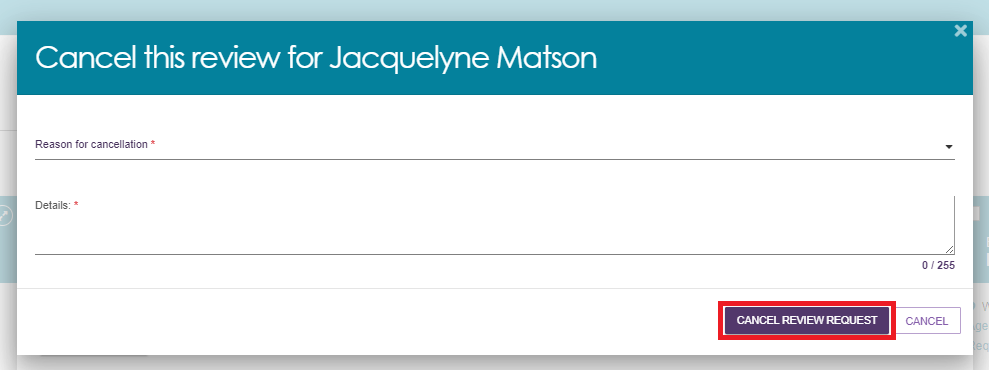 Cancel this review for Jacquelyne Matson
Reason for cancellation *
Details: *
0 / 255
CANCEL REVIEW REQUEST
CANCEL